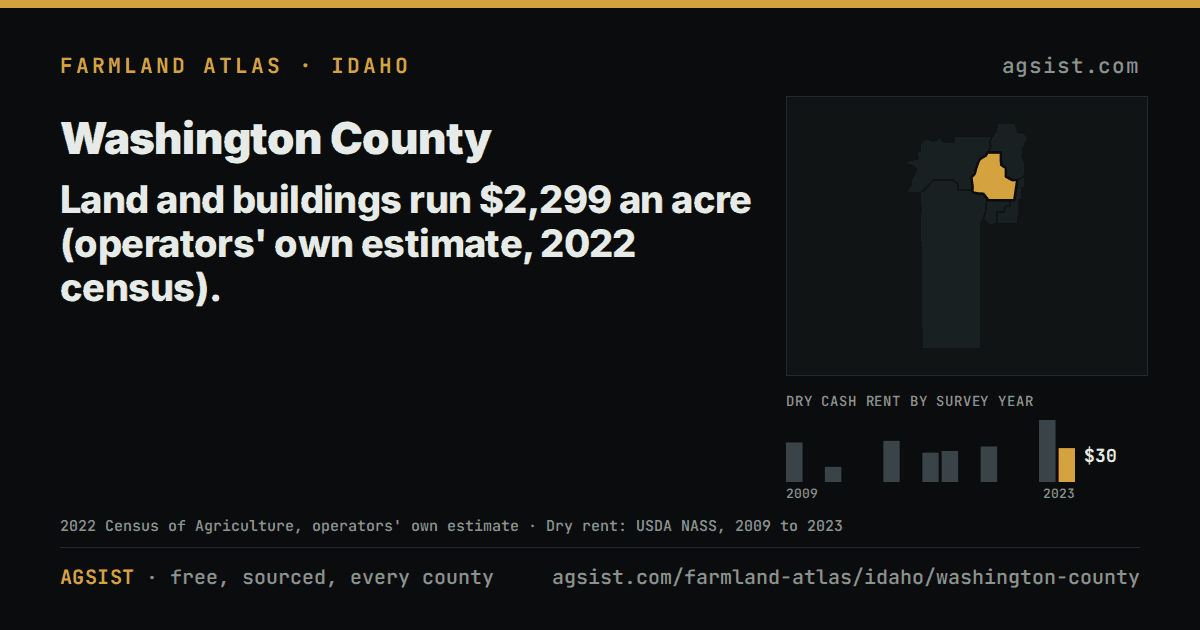 FARMLAND ATLAS · IDAHO
agsist.com
Washington County
Land and buildings run $2,299 an acre
(operators' own estimate, 2022
census).
DRY CASH RENT BY SURVEY YEAR
$30
2009
2023
2022 Census of Agriculture, operators' own estimate · Dry rent: USDA NASS, 2009 to 2023
AGSIST · free, sourced, every county
agsist.com/farmland-atlas/idaho/washington-county